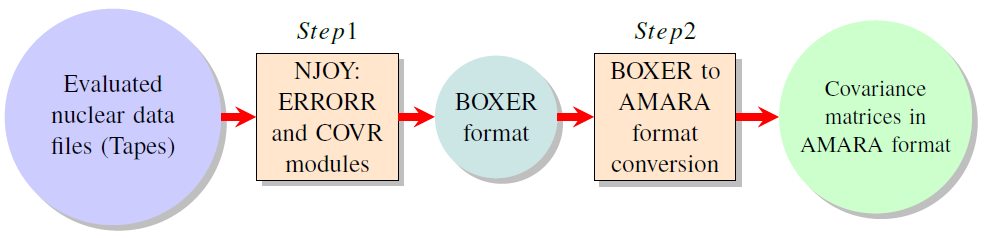 Evaluated
nuclear data
files (Tapes)
Step1
NJOY:
ERRORR
and COVR
modules
BOXER
format
Step2
BOXER to
AMARA
format
conversion
Covariance
matrices in
AMARA format